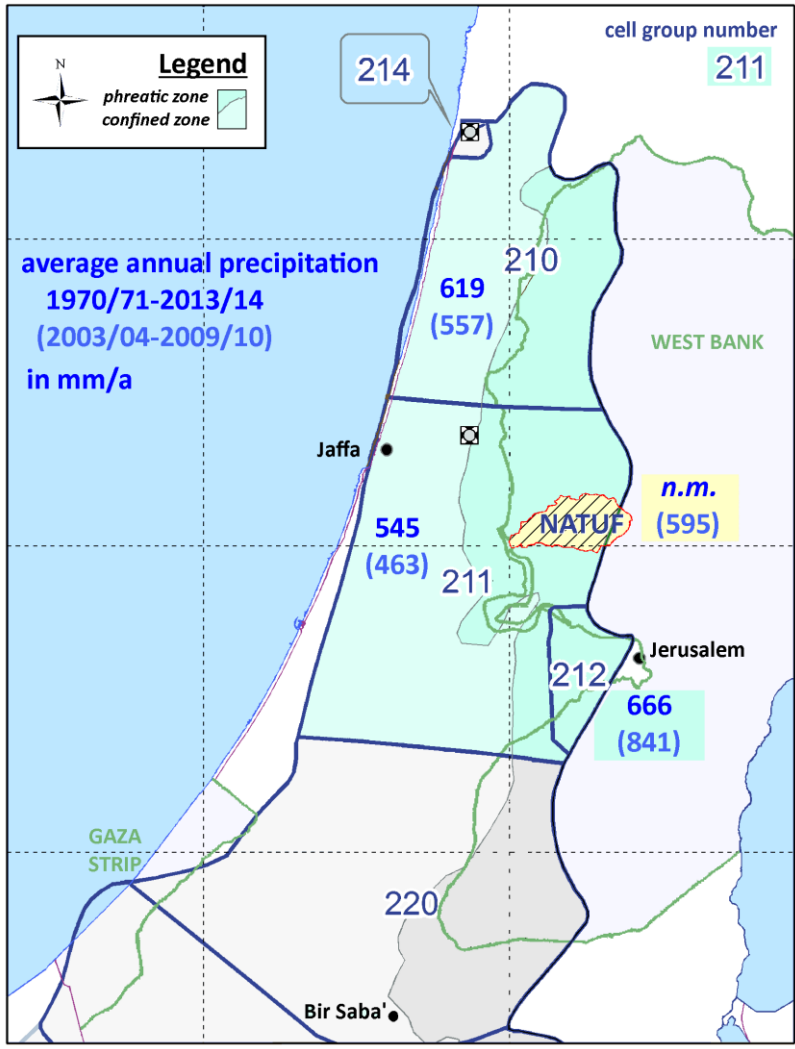 cell group number
211
214
N
Legend
phreatic zone
confined zone
average annual precipitation
1970/71-2013/14
(2003/04-2009/10)
in mm/a
210
619
(557)
WEST BANK
Jaffa
n.m.
(595)
NATUF
545
(463)
211
Jerusalem
212
666
(841)
GAZA
STRIP
220
Bir Saba'